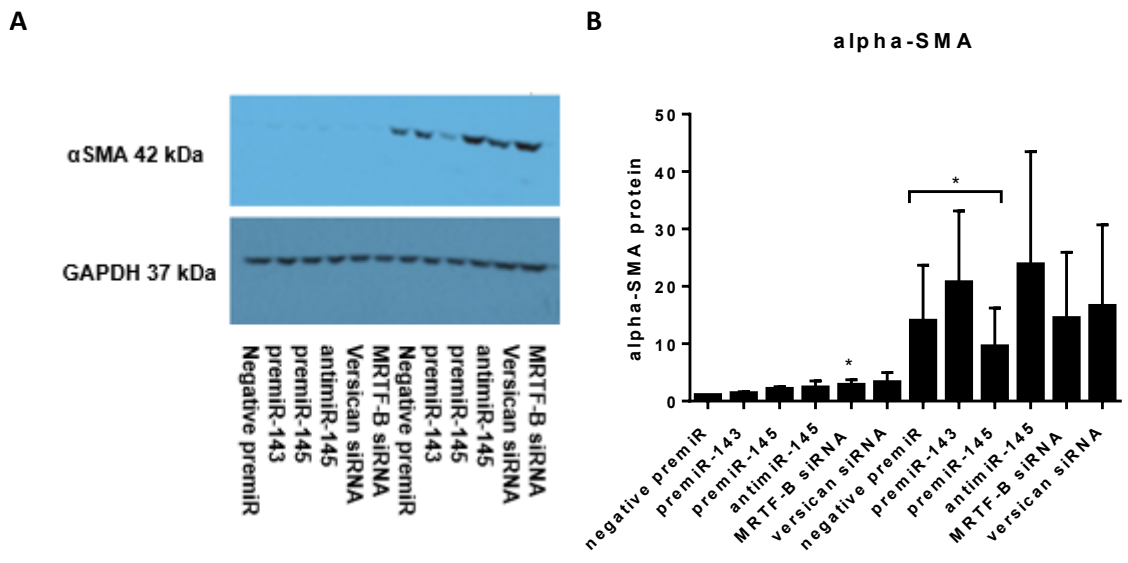 A
αSMA 42 kDa
GAPDH 37 kDa
Negative premiR
premiR-143
premiR-145
antimiR-145
Versican siRNA
MRTF-B siRNA
Negative premiR
premiR-143
premiR-145
antimiR-145
Versican siRNA
MRTF-B siRNA
B
alpha-SMA
alpha-SMA protein
50
40
30
20
10
0
*
*
negative premiR
premiR-143
premiR-145
antimiR-145
MRTF-B siRNA
versican siRNA
negative premiR
premiR-143
premiR-145
antimiR-145
MRTF-B siRNA
versican siRNA